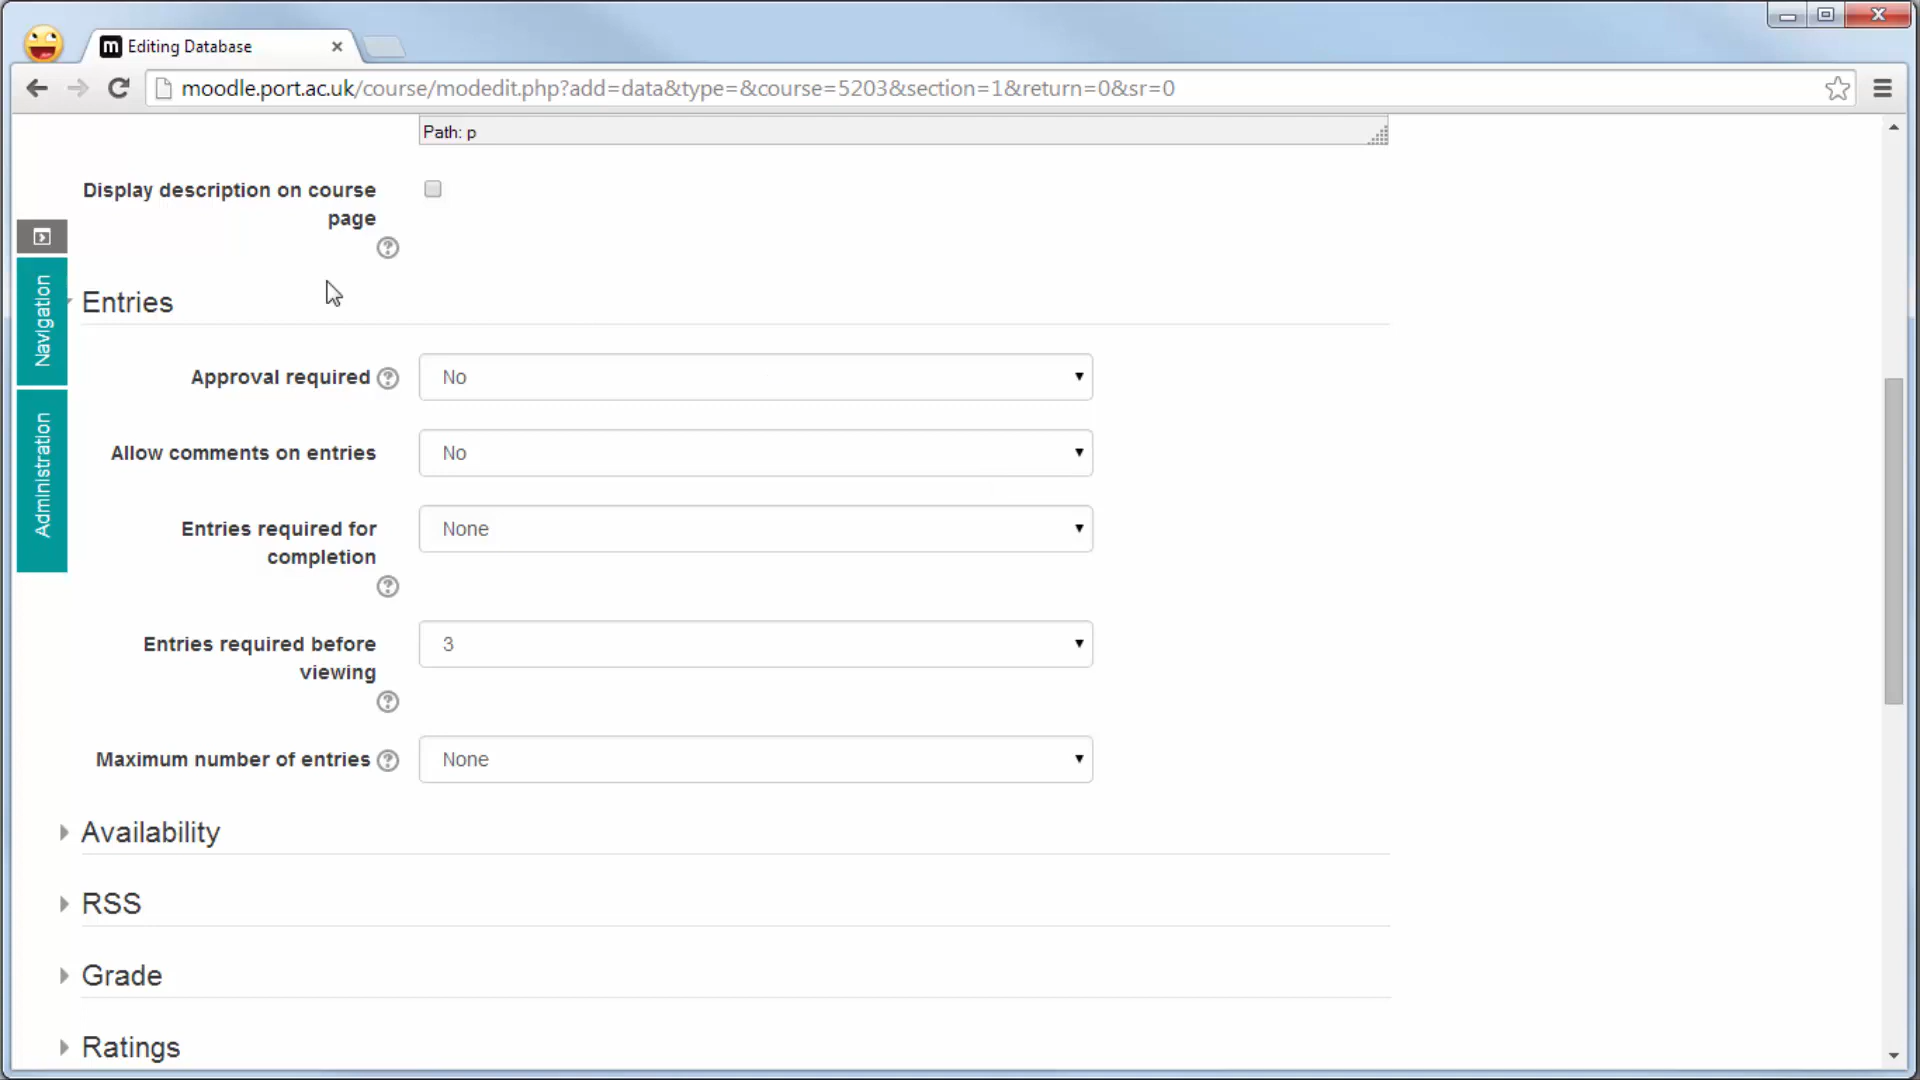 Editing Database
moodle.port.ac.uk/course/modedit.php?add=data&type=&course=5203&section=1&return=0&sr=0
Path: p
Display description on course
page
Navigation
Entries
Approval required
No
Administration
Allow comments on entries
No
Entries required for
completion
None
Entries required before
viewing
3
Maximum number of entries
None
Availability
RSS
Grade
Ratings